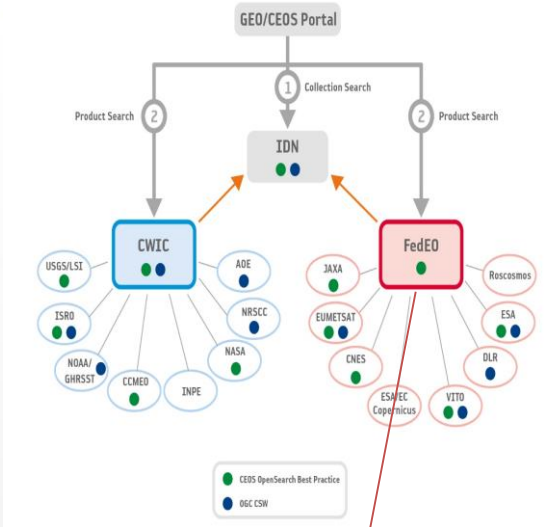 GEO/CEOS Portal
1
Collection Search
Product Search
2
2
Product Search
IDN
CWIC
FedEO
USGS/LSI
AOE
JAXA
Roscosmos
ISRO
NRSCC
EUMETSAT
ESA
NOAA/
GHRSST
NASA
CNES
DLR
CCMEO
INPE
ESA/EC
Copernicus
VITO
CEOS OpenSearch Best Practice
OGC CSW